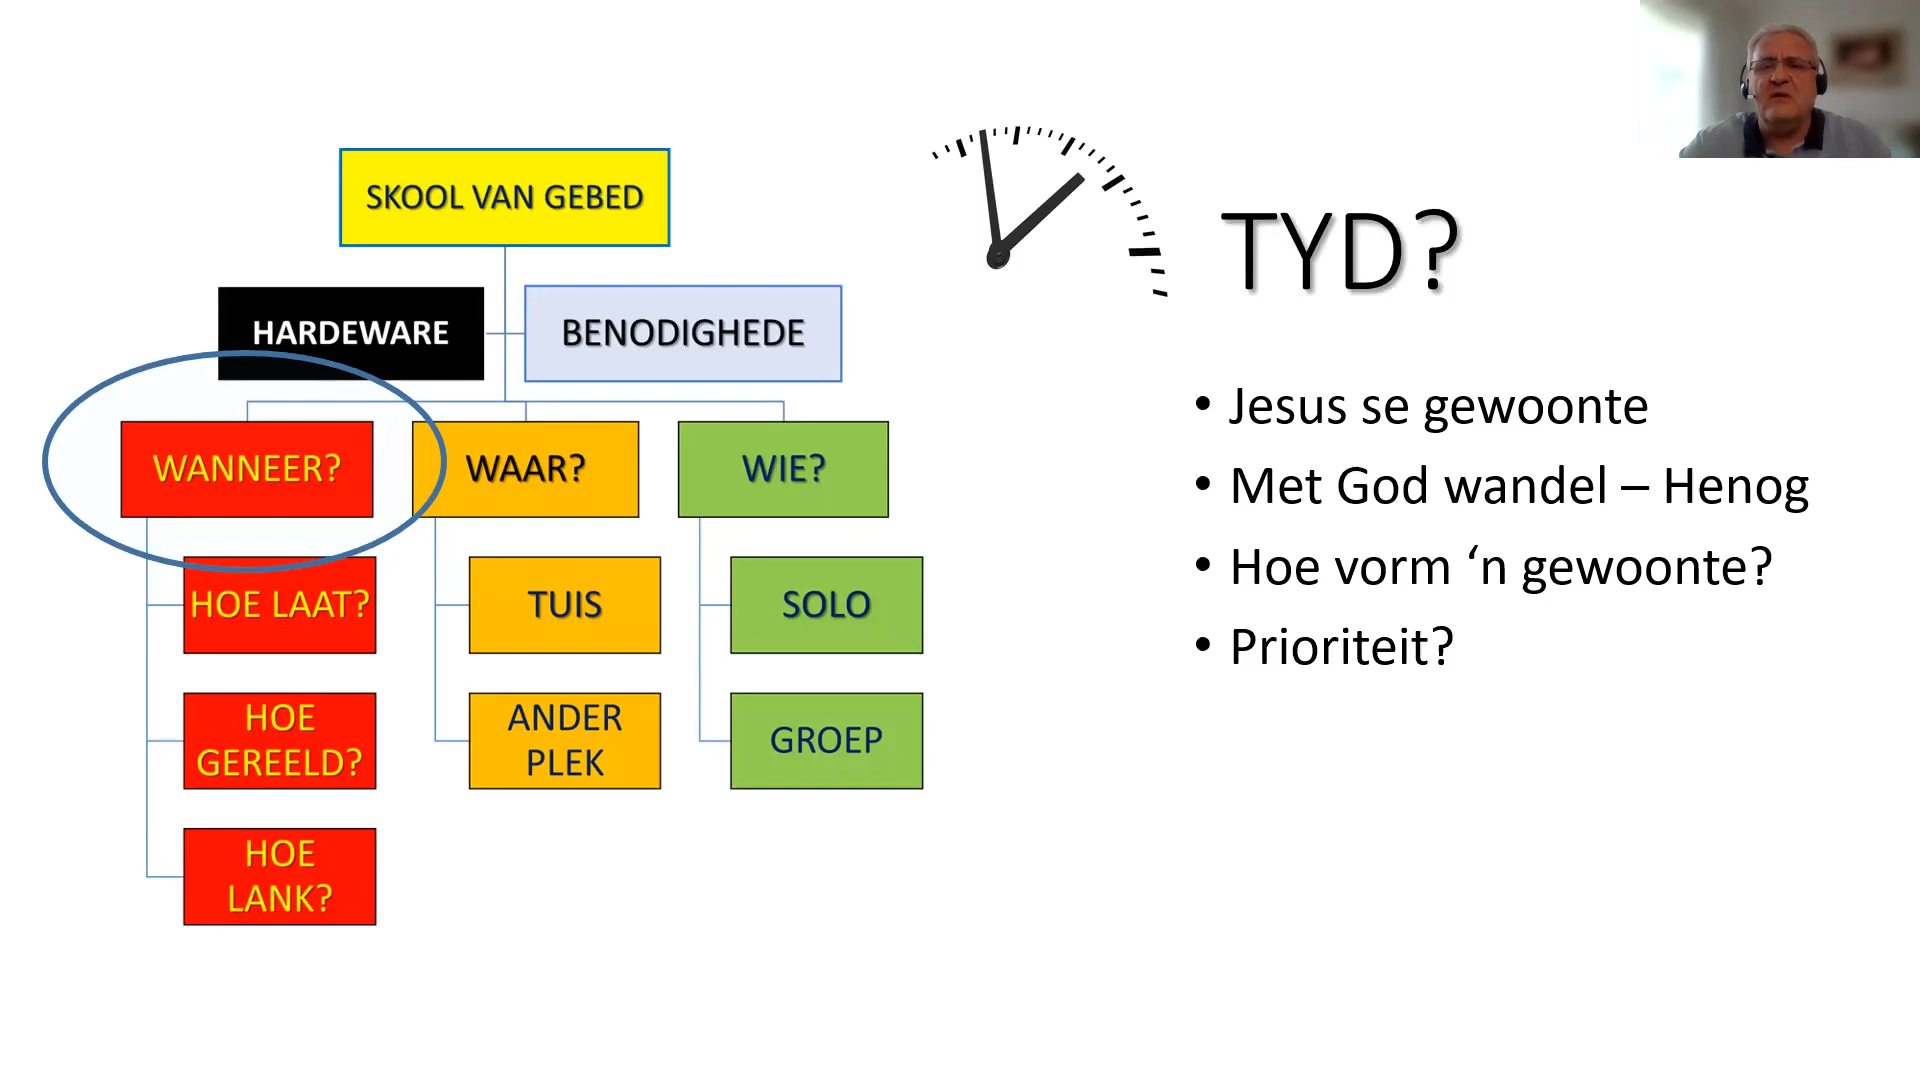 SKOOL VAN GEBED
HARDEWARE
BENODIGHEDE
WANNEER?
HOE LAAT?
HOE
GEREELD?
HOE
LANK?
WAAR?
TUIS
ANDER
PLEK
WIE?
SOLO
GROEP
TYD?
• Jesus se gewoonte
• Met God wandel – Henog
• Hoe vorm ‘n gewoonte?
• Prioriteit?